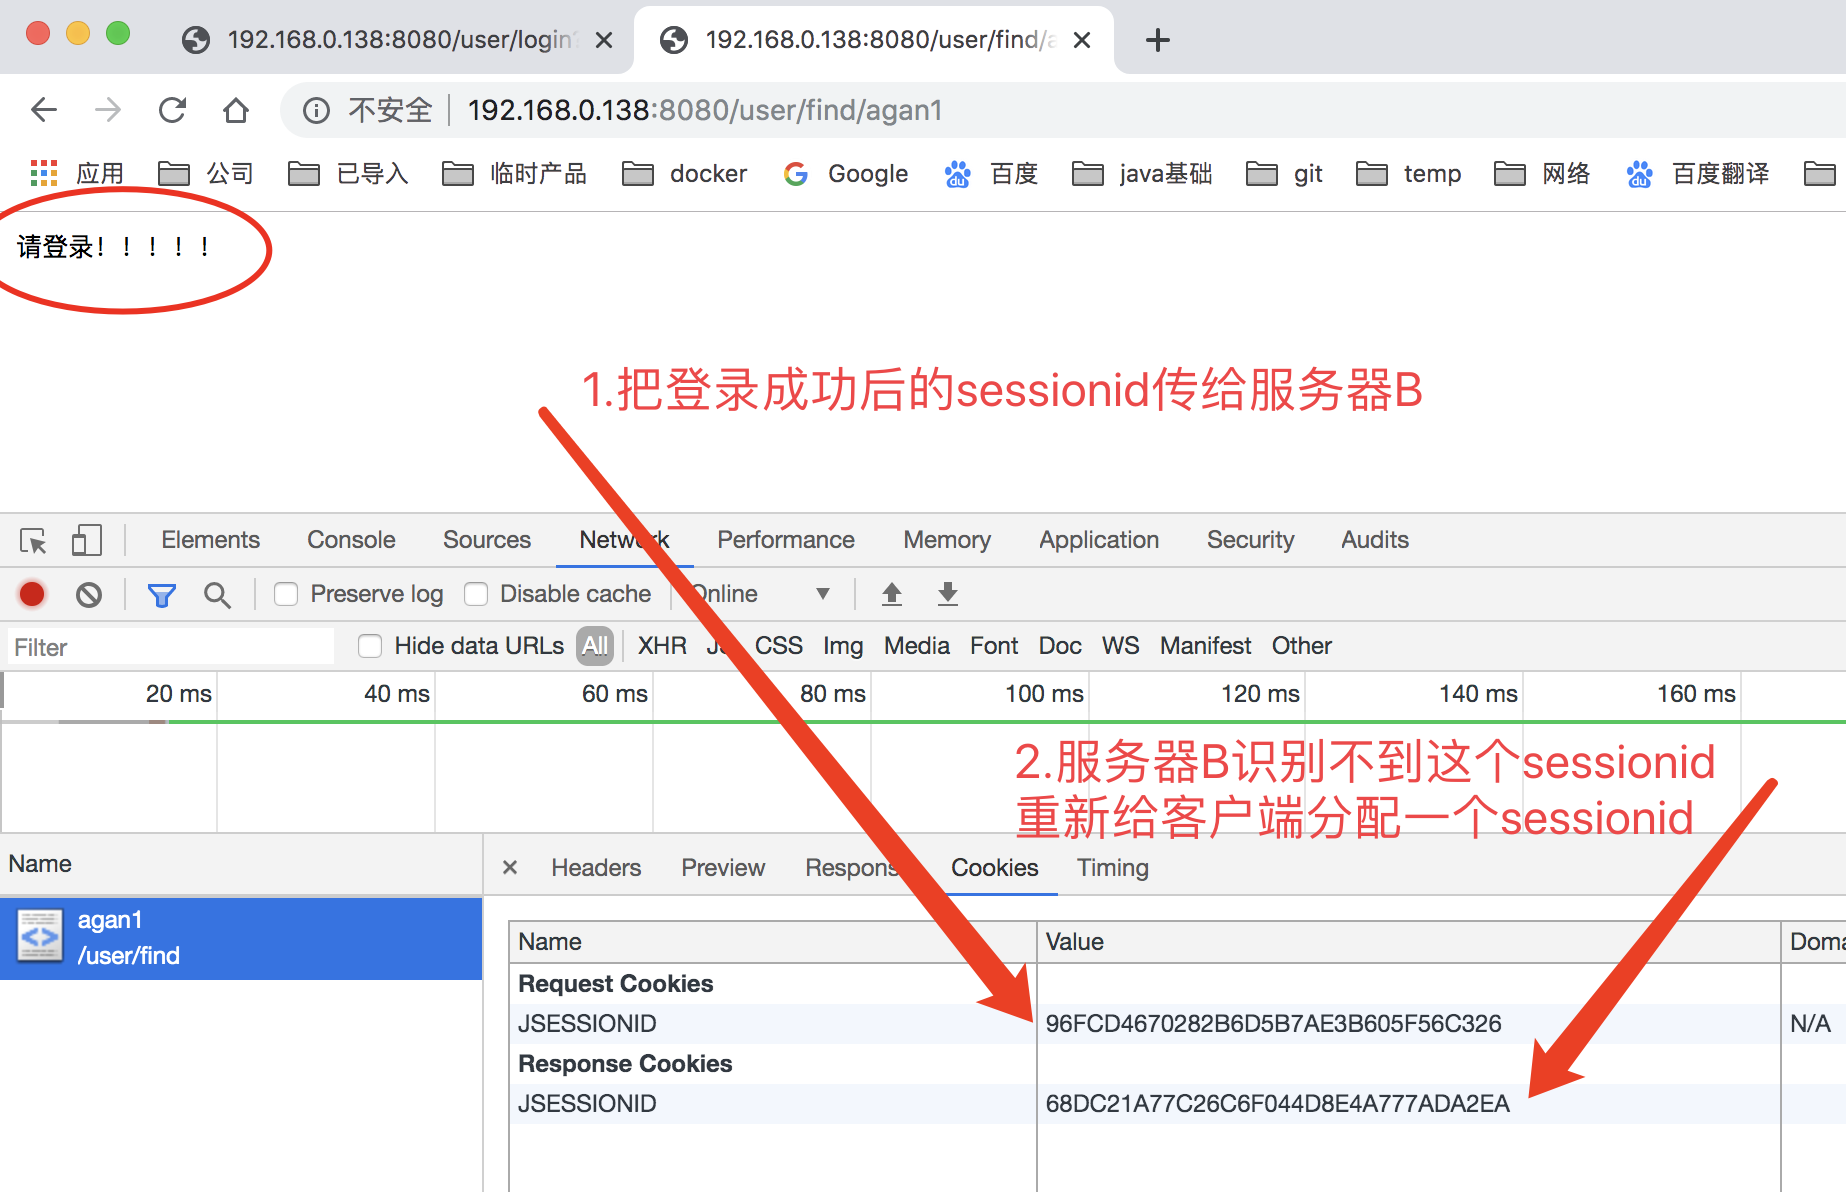 192.168.0.138:8080/user/login?
192.168.0.138:8080/user/find/a
不安全
192.168.0.138:8080/user/find/agan1
应用 公司 已导入 临时产品 docker Google 百度 java基础 git temp 网络 百度翻译
请登录！！！！！
1.把登录成功后的sessionid传给服务器B
Elements Console Sources Network Performance Memory Application Security Audits
Preserve log Disable cache Online
Filter Hide data URLs All XHR JS CSS Img Media Font Doc WS Manifest Other
20 ms 40 ms 60 ms 80 ms 100 ms 120 ms 140 ms 160 ms
2.服务器B识别不到这个sessionid
重新给客户端分配一个sessionid
Name
Headers Preview Response Cookies Timing
agan1
/user/find
Name Value Doma
Request Cookies
JSESSIONID 96FCD4670282B6D5B7AE3B605F56C326 N/A
Response Cookies
JSESSIONID 68DC21A77C26C6F044D8E4A777ADA2EA